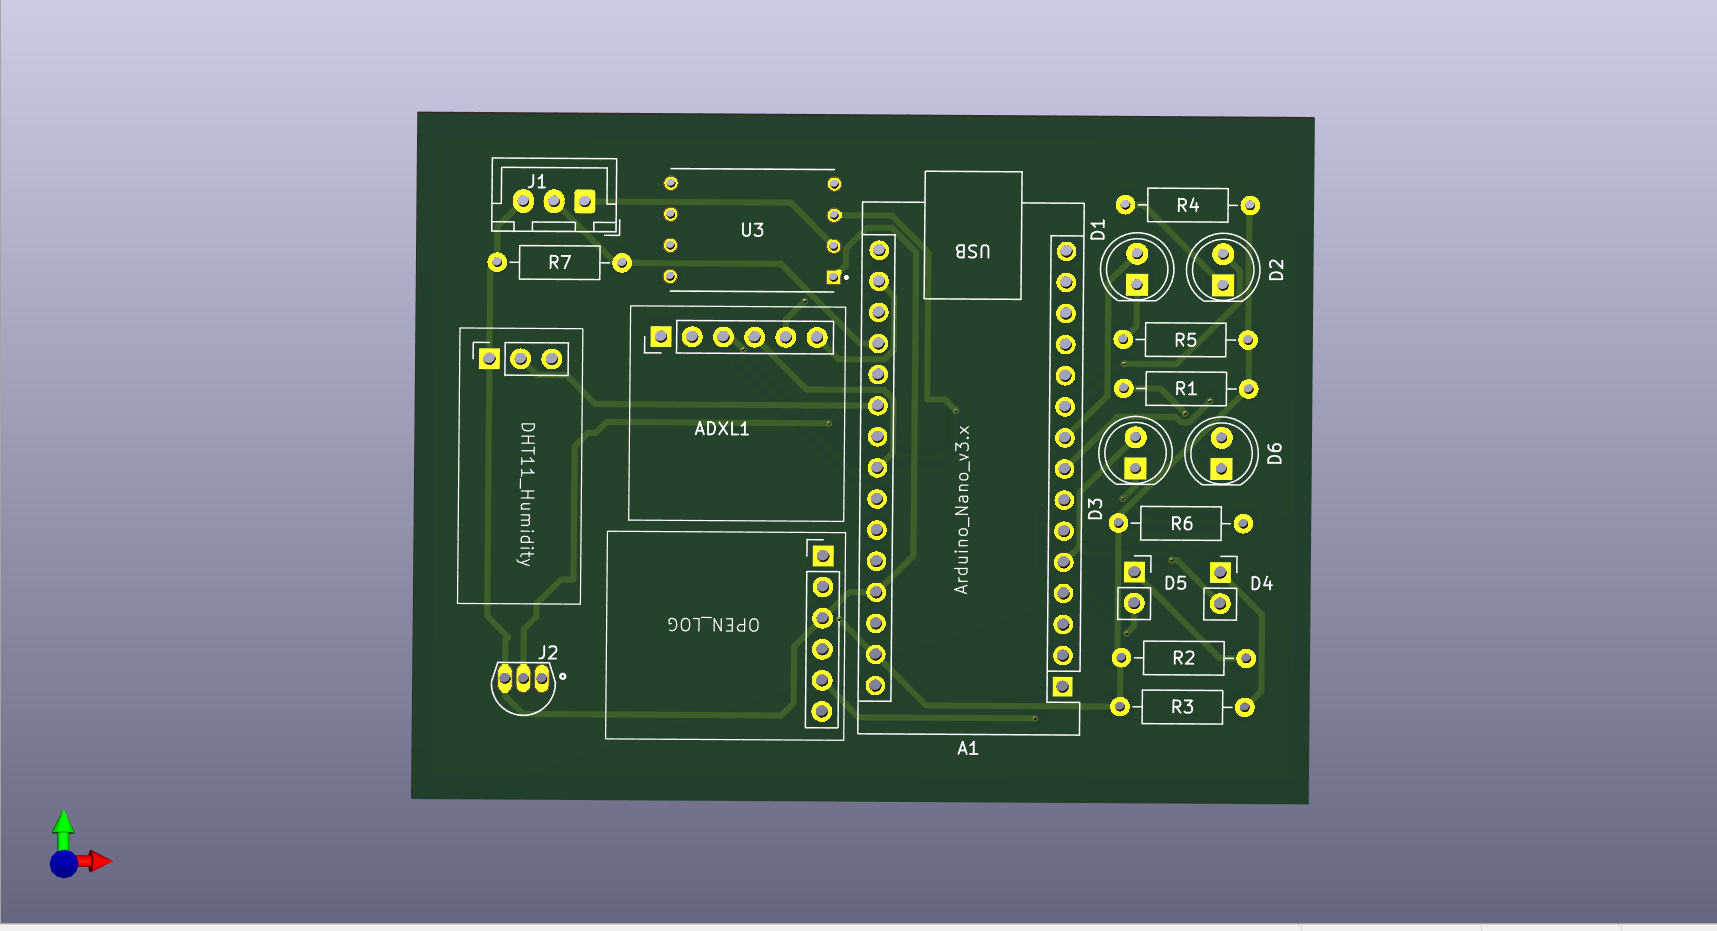 J1
U3
R7
USB
R4
D1
D2
R5
R1
ADXL1
DHT11_Humidity
Arduino_Nano_v3.x
D6
D3
R6
D5
D4
OPEN_LOG
J2
R2
R3
A1